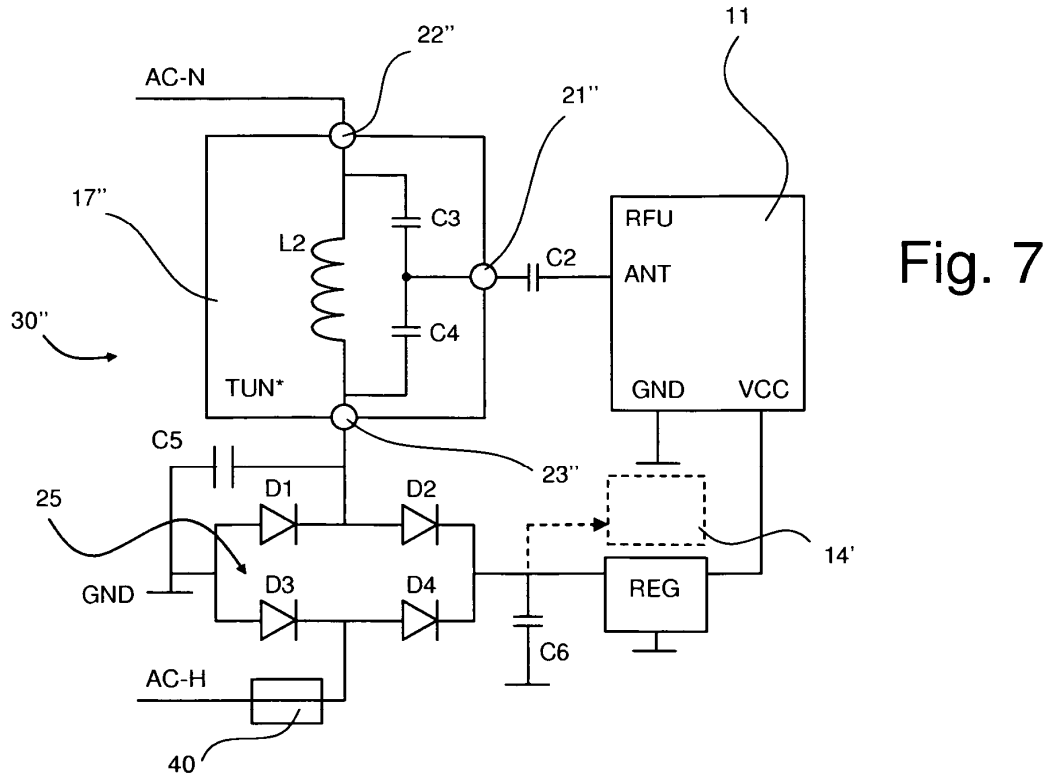 11
22"
AC-N
21"
17"
RFU
C3
L2
C2
ANT
Fig. 7
30"
C4
TUN*
GND
VCC
C5
23"
D1
D2
25
14'
D3
D4
REG
GND
C6
AC-H
40